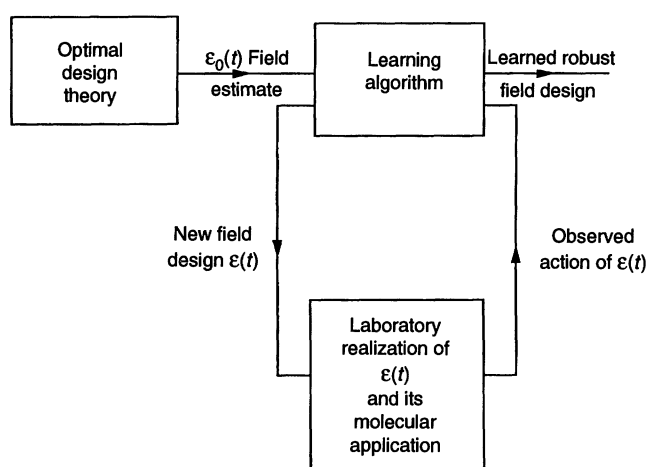 Optimal
design
theory
ε₀(t) Field
estimate
Learning
algorithm
Learned robust
field design
New field
design ε(t)
Observed
action of ε(t)
Laboratory
realization of
ε(t)
and its
molecular
application